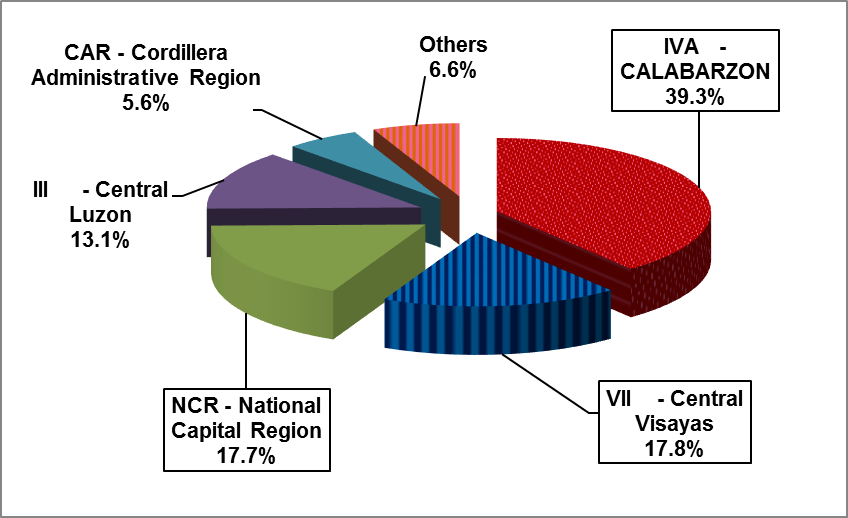 CAR - Cordillera
Administrative Region
5.6%
Others
6.6%
IVA - 
CALABARZON
39.3%
III - Central
Luzon
13.1%
NCR - National
Capital Region
17.7%
VII - Central
Visayas
17.8%